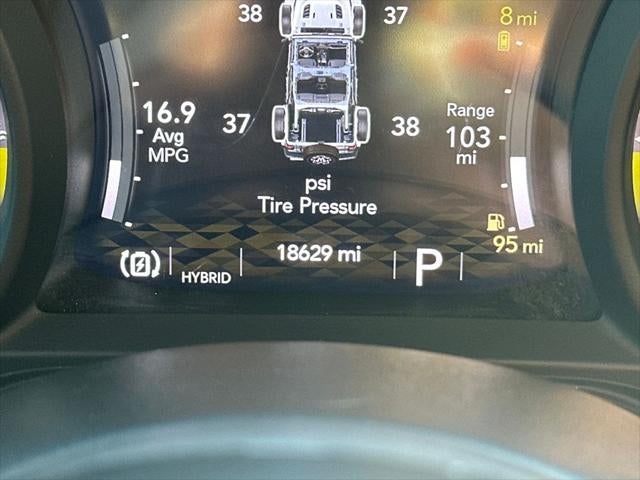 38 37 8 mi
16.9 Avg MPG
37 38
Range 103 mi
psi
Tire Pressure
95 mi
HYBRID 18629 mi P